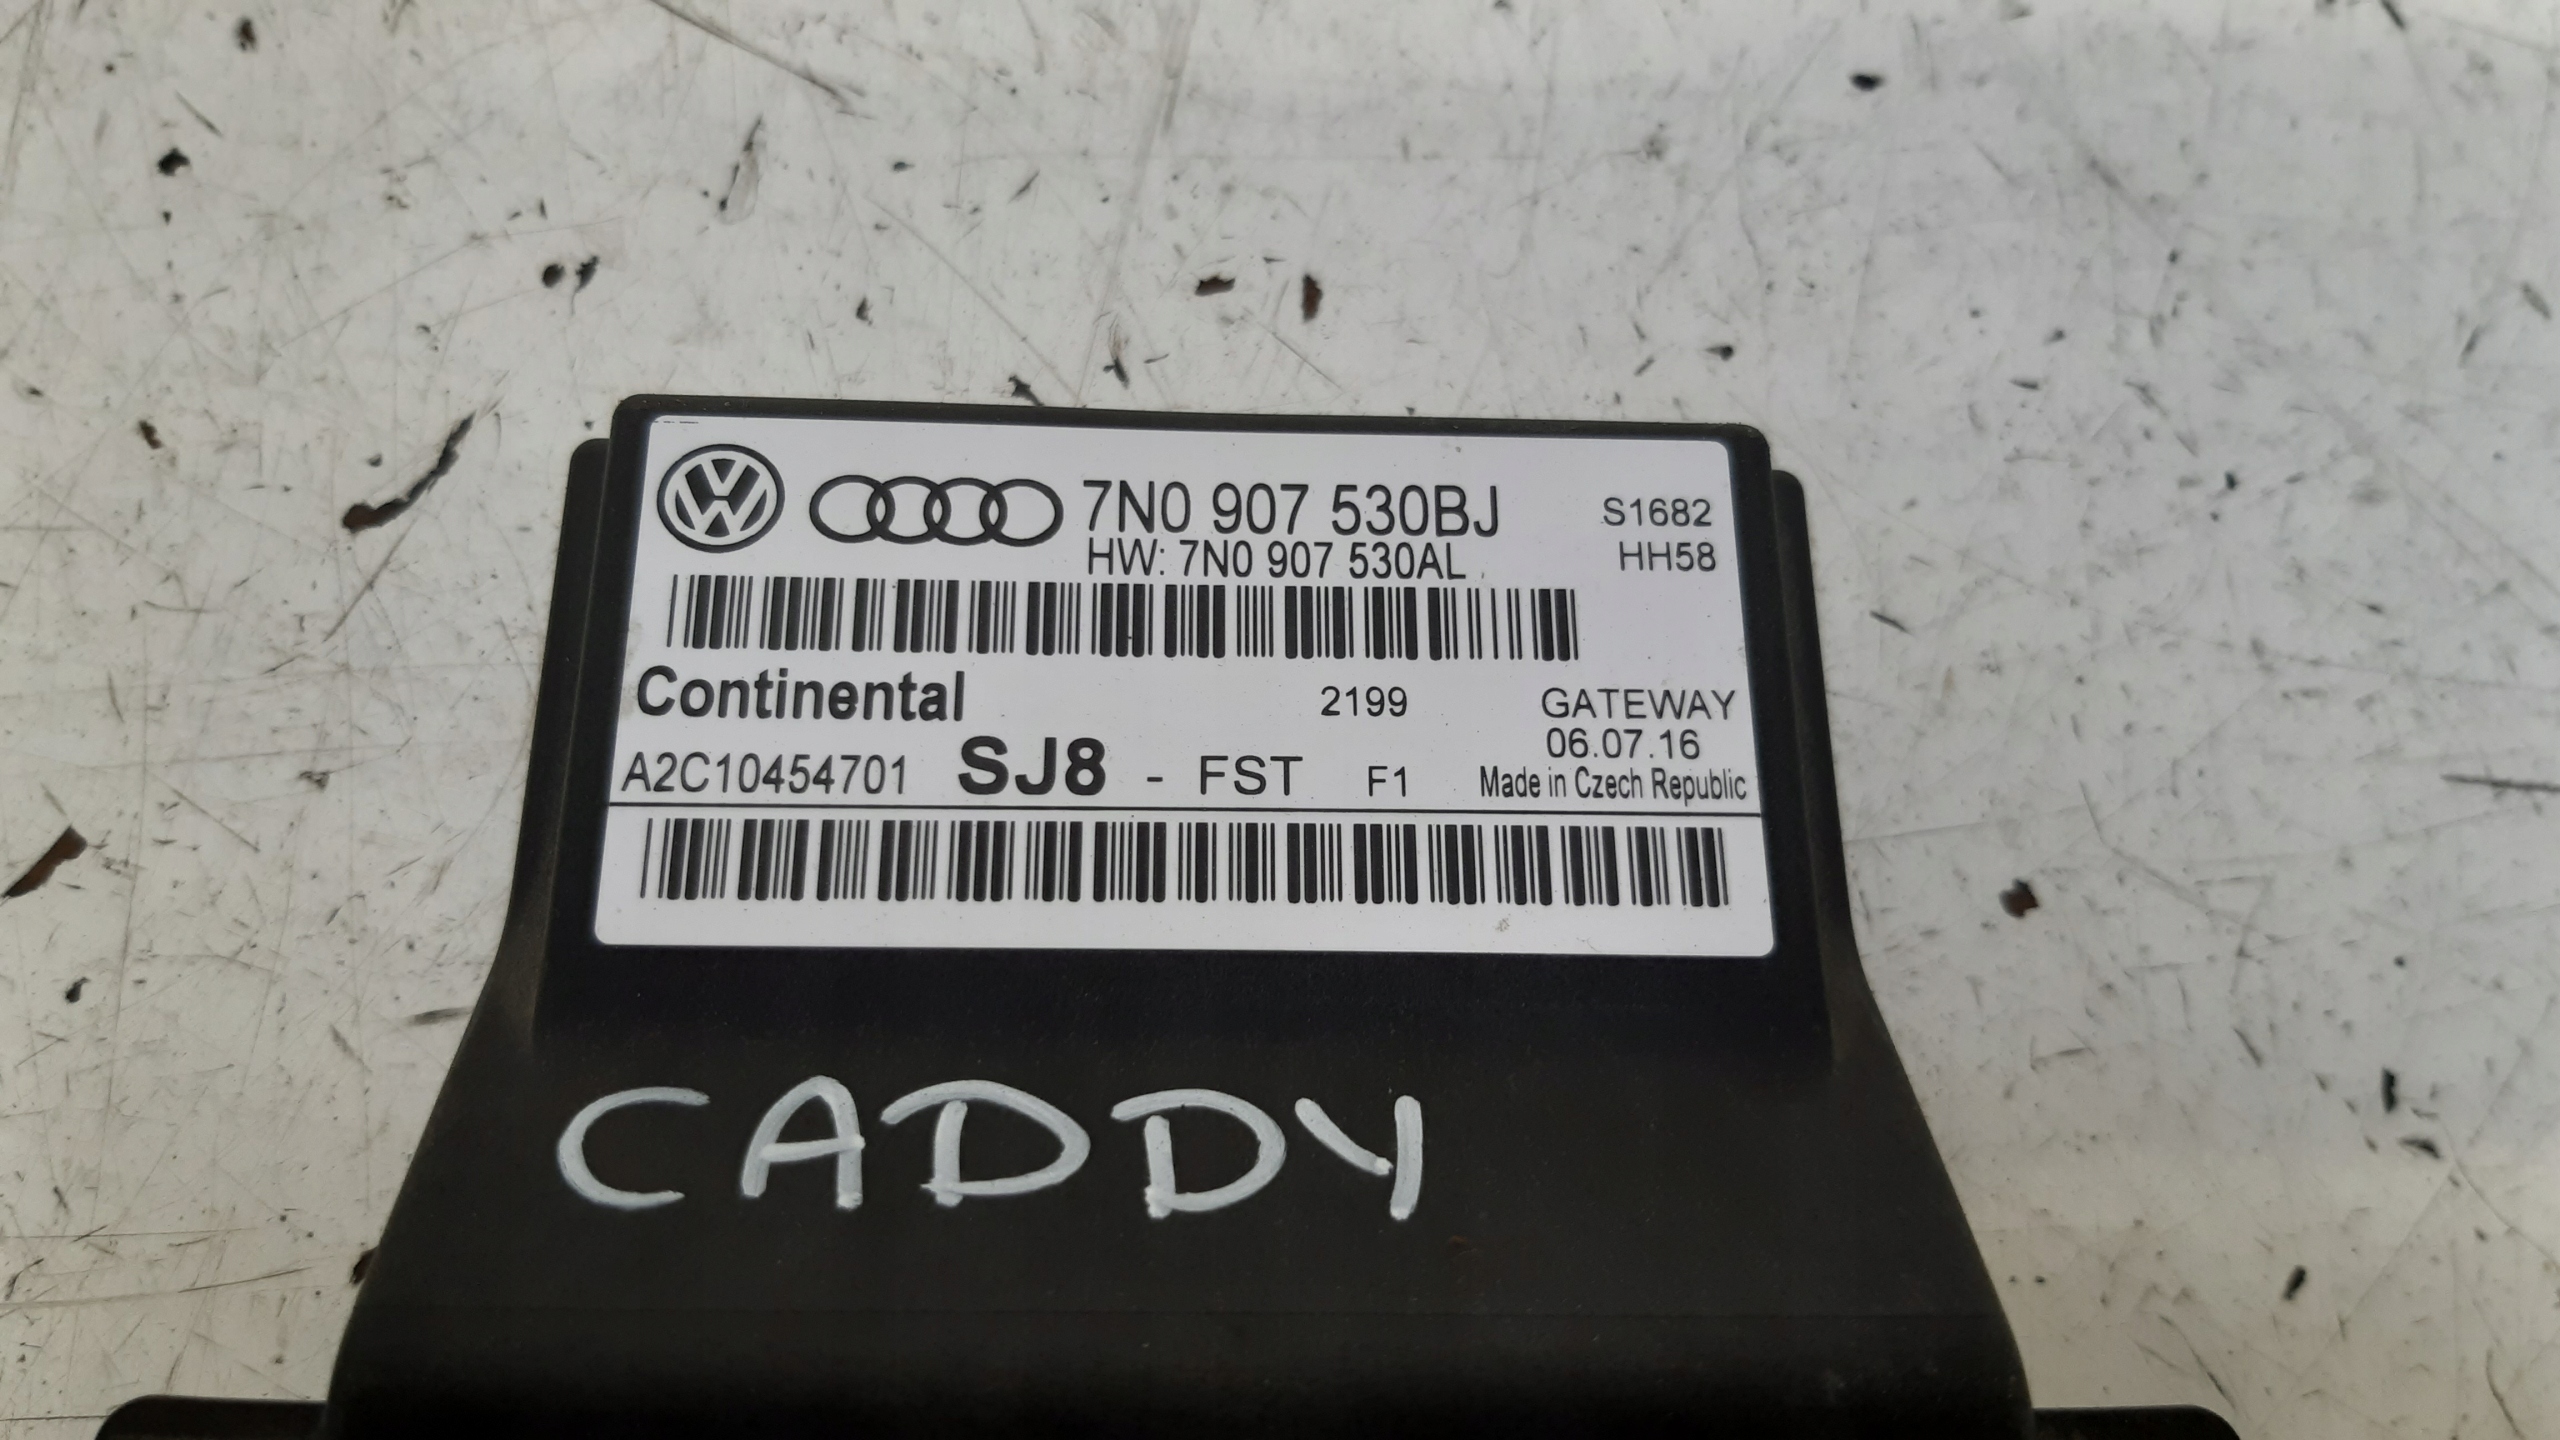 7N0 907 530BJ S1682
HW: 7N0 907 530AL HH58
Continental 2199 GATEWAY
06.07.16
A2C10454701 SJ8 - FST F1 Made in Czech Republic
CADDY